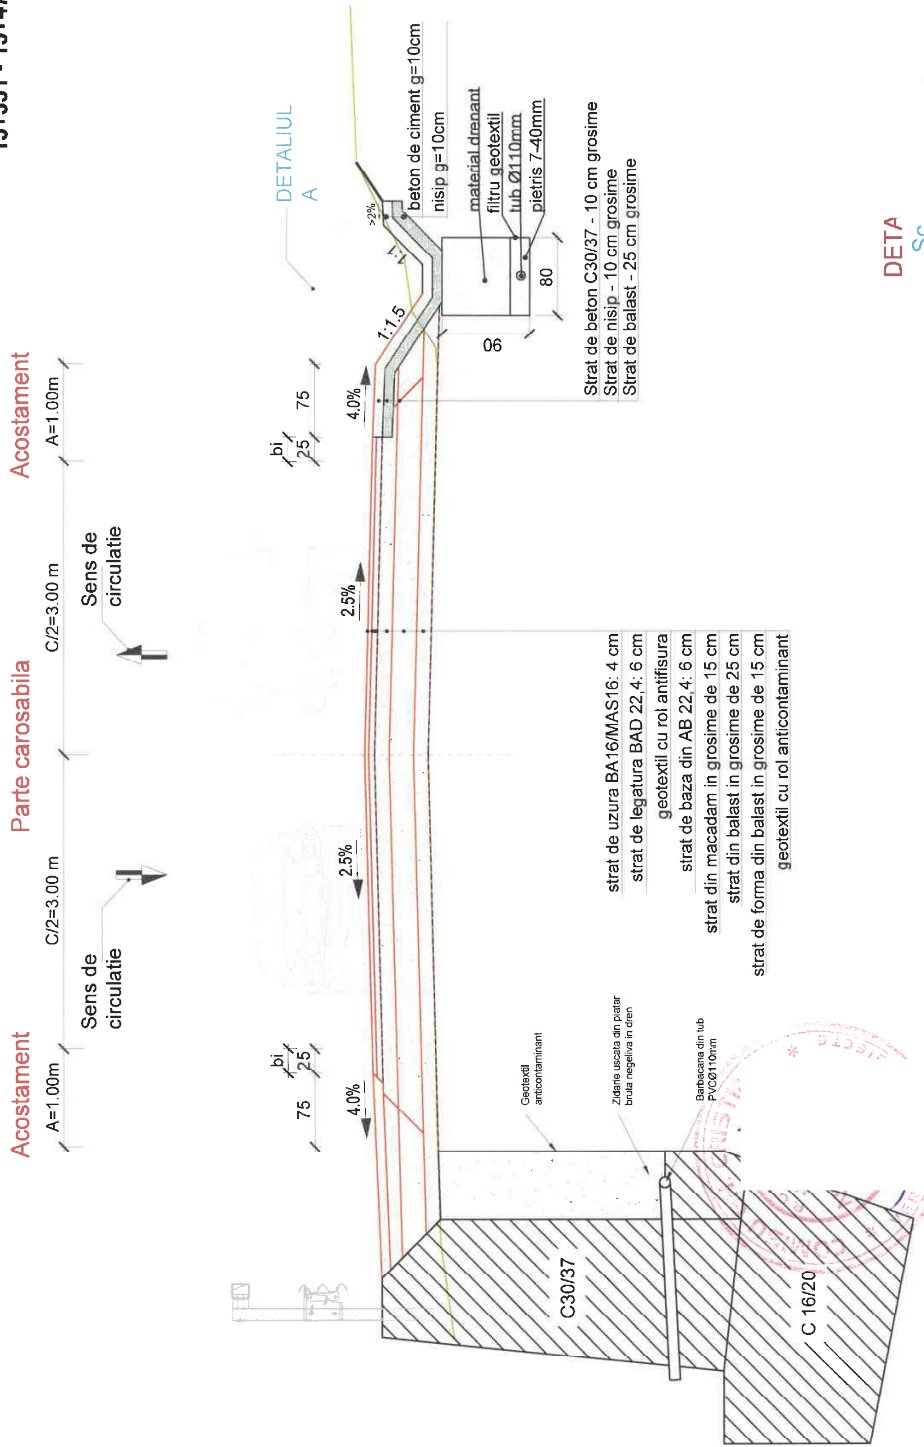 Acostament
Parte carosabila
Acostament
A=1.00m
C/2=3.00 m
C/2=3.00 m
A=1.00m
Sens de
circulatie
Sens de
circulatie
DETALIUL
A
bi
bi
75
25
25
75
4.0%
2.5%
2.5%
4.0%
1:1.5
1:1
>2%
beton de ciment g=10cm
nisip g=10cm
material drenant
filtru geotextil
tub Ø110mm
pietris 7-40mm
90
80
Strat de beton C30/37 - 10 cm grosime
Strat de nisip - 10 cm grosime
Strat de balast - 25 cm grosime
strat de uzura BA16/MAS16: 4 cm
strat de legatura BAD 22,4: 6 cm
geotextil cu rol antifisura
strat de baza din AB 22,4: 6 cm
strat din macadam in grosime de 15 cm
strat din balast in grosime de 25 cm
strat de forma din balast in grosime de 15 cm
geotextil cu rol anticontaminant
Geotextil
anticontaminant
Zidarie uscata din piatar
bruta negeliva in dren
Barbacana din tub
PVCØ110mm
C30/37
C 16/20
DETA
Sc